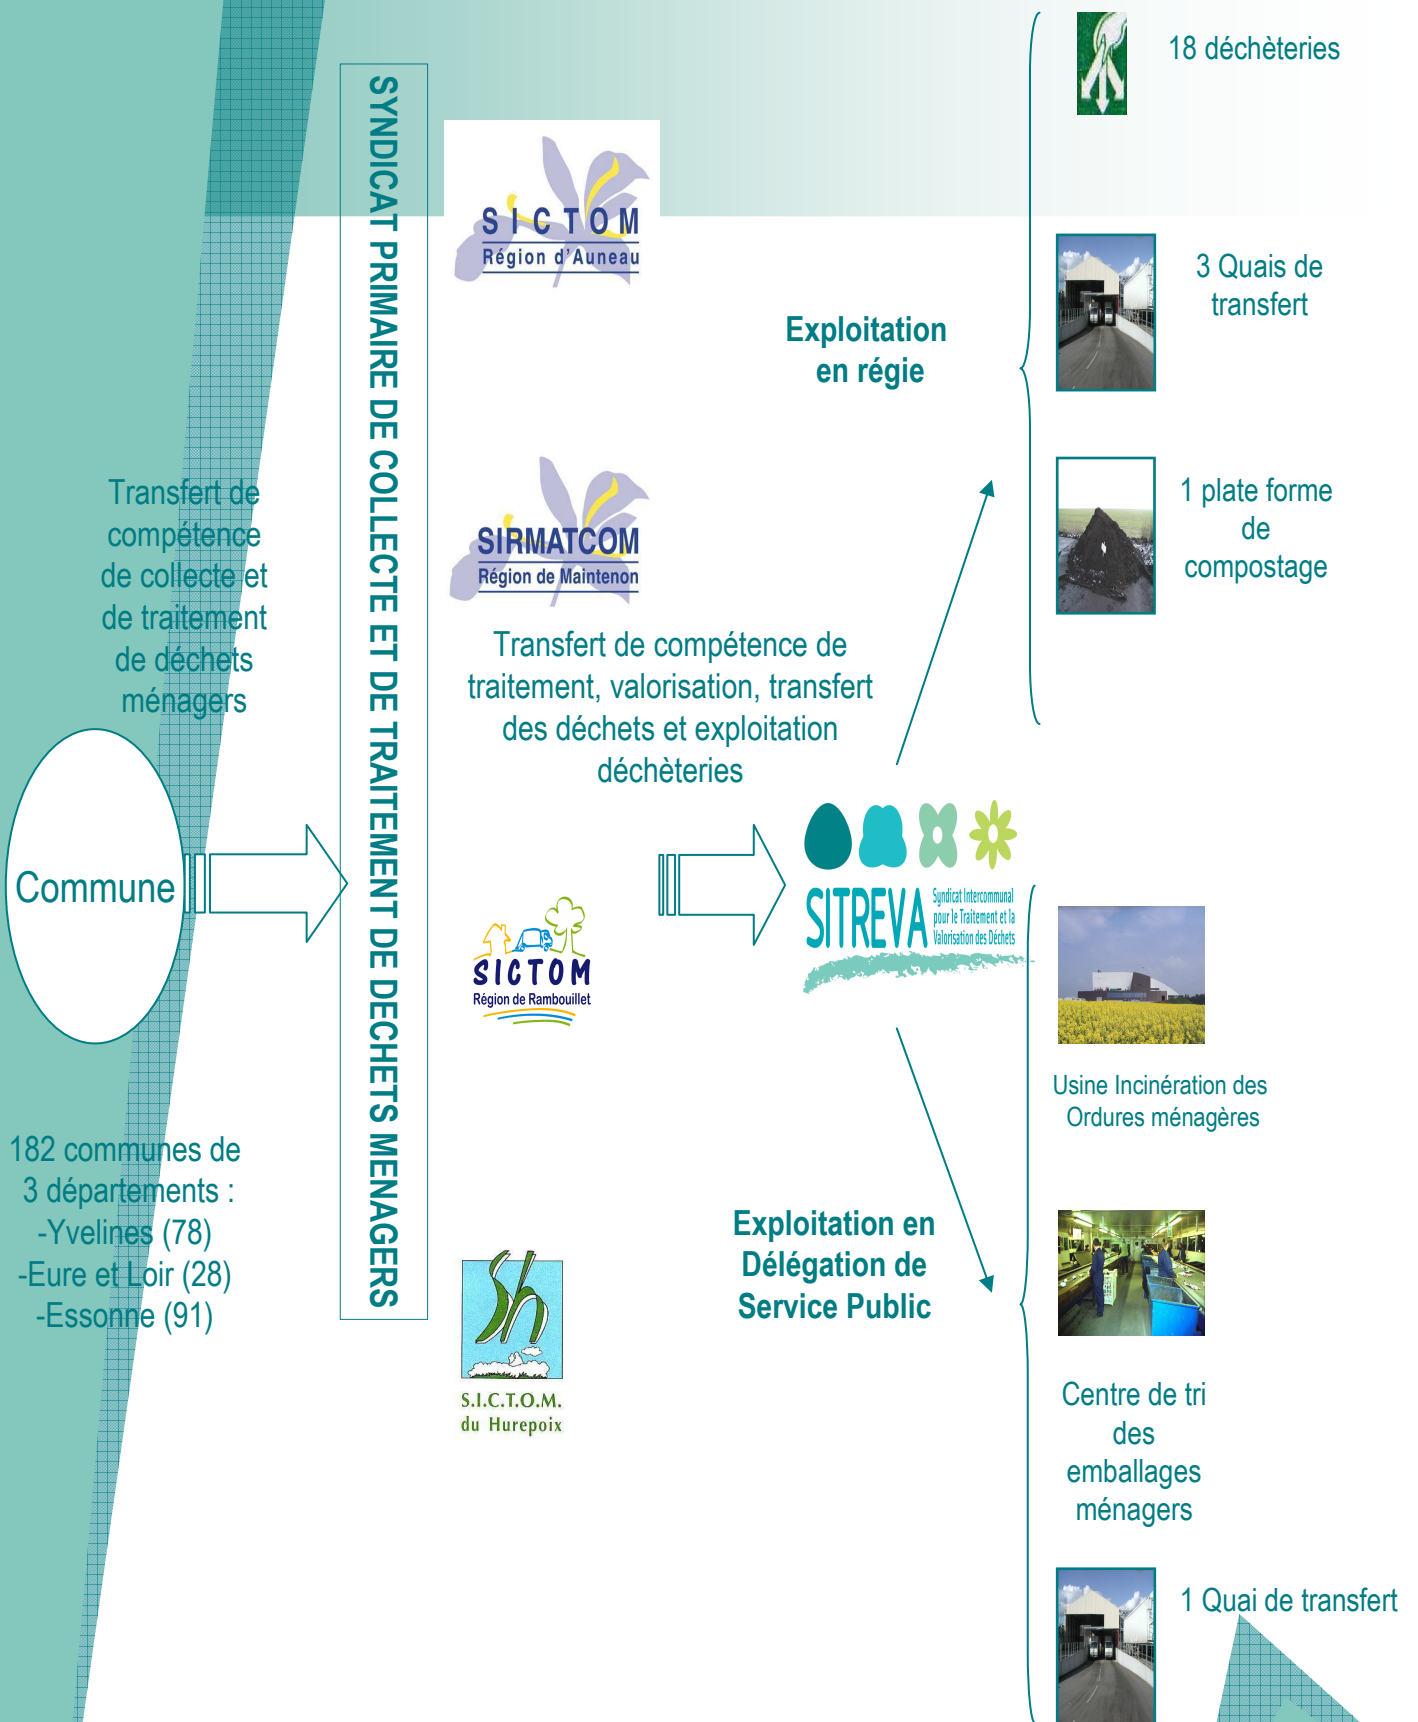 Transfert de
compétence
de collecte et
de traitement
de déchets
ménagers
Commune
182 communes de
3 départements :
-Yvelines (78)
-Eure et Loir (28)
-Essonne (91)
SYNDICAT PRIMAIRE DE COLLECTE ET DE TRAITEMENT DE DECHETS MENAGERS
SICTOM
Région d'Auneau
SIRMATCOM
Région de Maintenon
Transfert de compétence de
traitement, valorisation, transfert
des déchets et exploitation
déchèteries
SICTOM
Région de Rambouillet
Sh
S.I.C.T.O.M.
du Hurepoix
SITREVA
Syndicat Intercommunal
pour le Traitement et la
Valorisation des Déchets
Exploitation
en régie
18 déchèteries
3 Quais de
transfert
1 plate forme
de
compostage
Exploitation en
Délégation de
Service Public
Usine Incinération des
Ordures ménagères
Centre de tri
des
emballages
ménagers
1 Quai de transfert